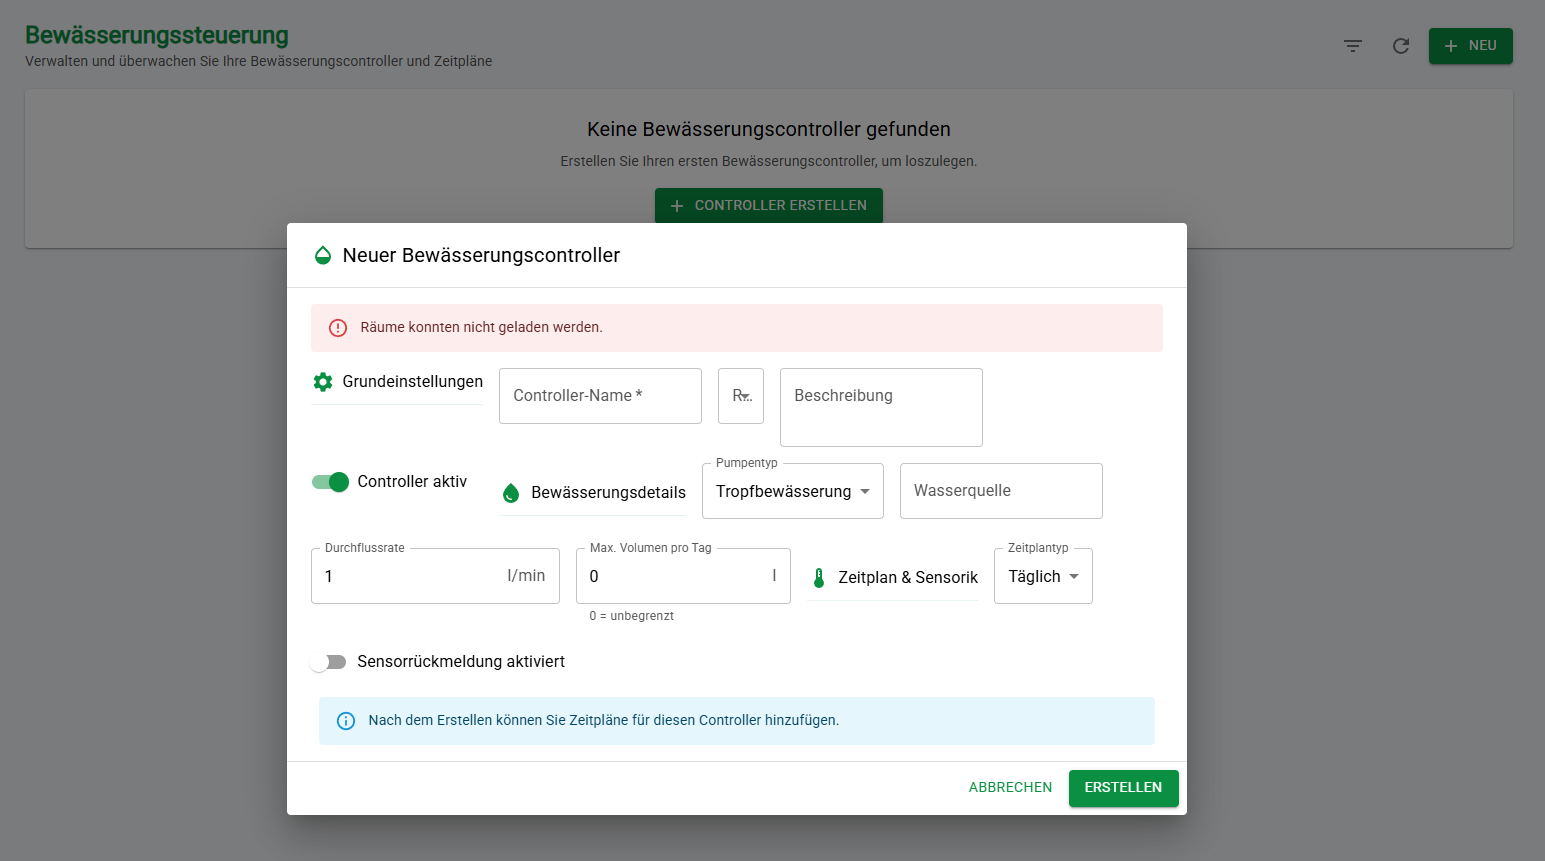 Bewässerungssteuerung
Verwalten und überwachen Sie Ihre Bewässerungscontroller und Zeitpläne
NEU
Keine Bewässerungscontroller gefunden
Erstellen Sie Ihren ersten Bewässerungscontroller, um loszulegen.
CONTROLLER ERSTELLEN
Neuer Bewässerungscontroller
Räume konnten nicht geladen werden.
Grundeinstellungen
Controller-Name *
R...
Beschreibung
Controller aktiv
Bewässerungsdetails
Pumpentyp
Tropfbewässerung
Wasserquelle
Durchflussrate
1 l/min
Max. Volumen pro Tag
0 l
0 = unbegrenzt
Zeitplan & Sensorik
Zeitplantyp
Täglich
Sensorrückmeldung aktiviert
Nach dem Erstellen können Sie Zeitpläne für diesen Controller hinzufügen.
ABBRECHEN
ERSTELLEN